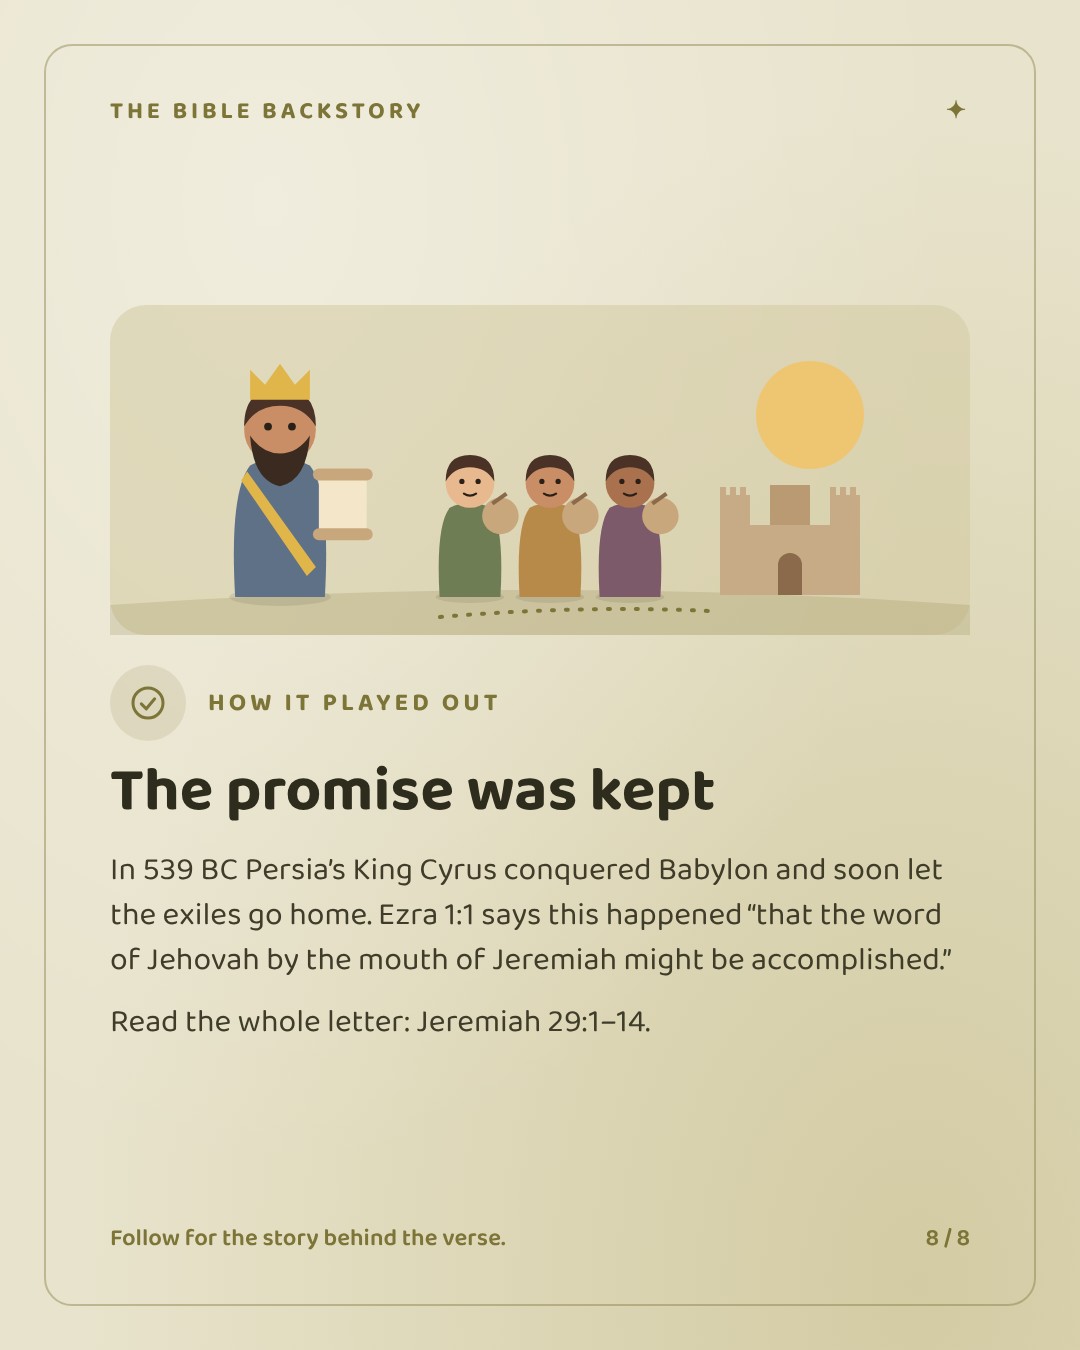 THE BIBLE BACKSTORY
HOW IT PLAYED OUT
The promise was kept
In 539 BC Persia’s King Cyrus conquered Babylon and soon let
the exiles go home. Ezra 1:1 says this happened “that the word
of Jehovah by the mouth of Jeremiah might be accomplished.”
Read the whole letter: Jeremiah 29:1–14.
Follow for the story behind the verse.
8 / 8